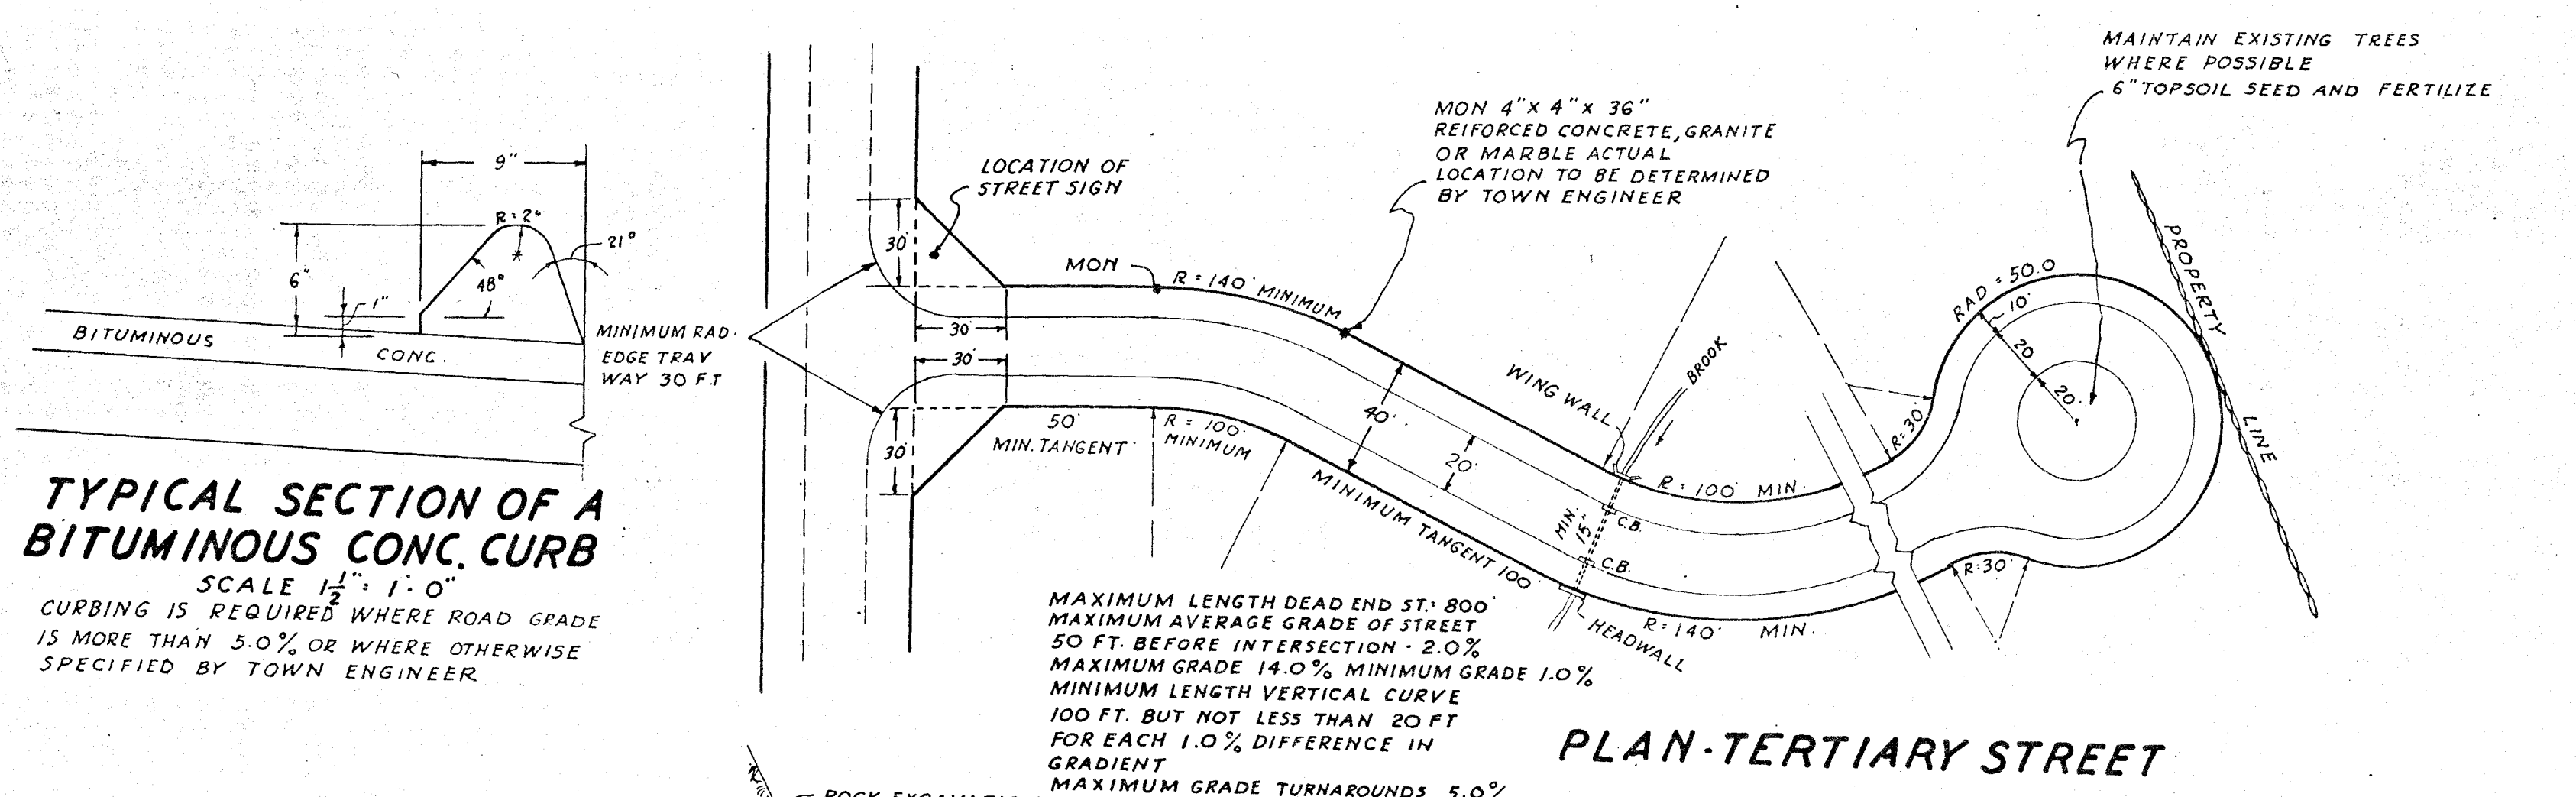 9"
R=2"
21°
6"
48°
1"
BITUMINOUS
CONC.
TYPICAL SECTION OF A
BITUMINOUS CONC. CURB
SCALE 1½" = 1'-0"
CURBING IS REQUIRED WHERE ROAD GRADE
IS MORE THAN 5.0% OR WHERE OTHERWISE
SPECIFIED BY TOWN ENGINEER
MINIMUM RAD.
EDGE TRAV
WAY 30 FT
LOCATION OF
STREET SIGN
30'
30'
30'
30'
MON
R = 140' MINIMUM
MON 4"X 4"X 36"
REIFORCED CONCRETE, GRANITE
OR MARBLE ACTUAL
LOCATION TO BE DETERMINED
BY TOWN ENGINEER
50'
MIN. TANGENT
R = 100'
MINIMUM
40'
20'
MINIMUM TANGENT 100'
WING WALL
BROOK
MIN.
15"
C.B.
C.B.
HEADWALL
R = 100' MIN.
R = 140' MIN.
R=30'
R=30'
RAD = 50.0
10'
20
20'
MAINTAIN EXISTING TREES
WHERE POSSIBLE
6" TOPSOIL SEED AND FERTILIZE
PROPERTY LINE
MAXIMUM LENGTH DEAD END ST.= 800'
MAXIMUM AVERAGE GRADE OF STREET
50 FT. BEFORE INTERSECTION - 2.0%
MAXIMUM GRADE 14.0% MINIMUM GRADE 1.0%
MINIMUM LENGTH VERTICAL CURVE
100 FT. BUT NOT LESS THAN 20 FT
FOR EACH 1.0% DIFFERENCE IN
GRADIENT
MAXIMUM GRADE TURNAROUNDS 5.0%
PLAN-TERTIARY STREET
ROCK